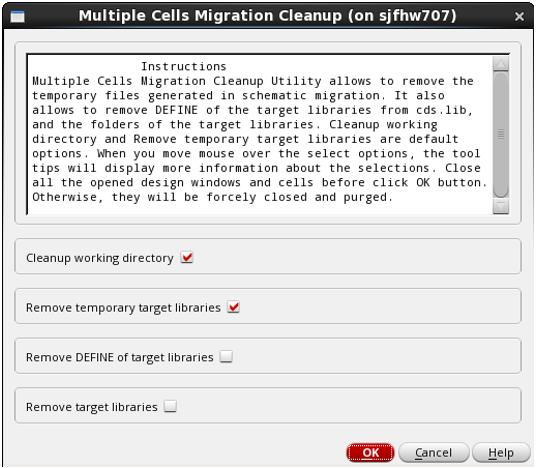 Multiple Cells Migration Cleanup (on sjfhw707)
Instructions
Multiple Cells Migration Cleanup Utility allows to remove the
temporary files generated in schematic migration. It also
allows to remove DEFINE of the target libraries from cds.lib,
and the folders of the target libraries. Cleanup working
directory and Remove temporary target libraries are default
options. When you move mouse over the select options, the tool
tips will display more information about the selections. Close
all the opened design windows and cells before click OK button.
Otherwise, they will be forcely closed and purged.
Cleanup working directory
Remove temporary target libraries
Remove DEFINE of target libraries
Remove target libraries
OK Cancel Help